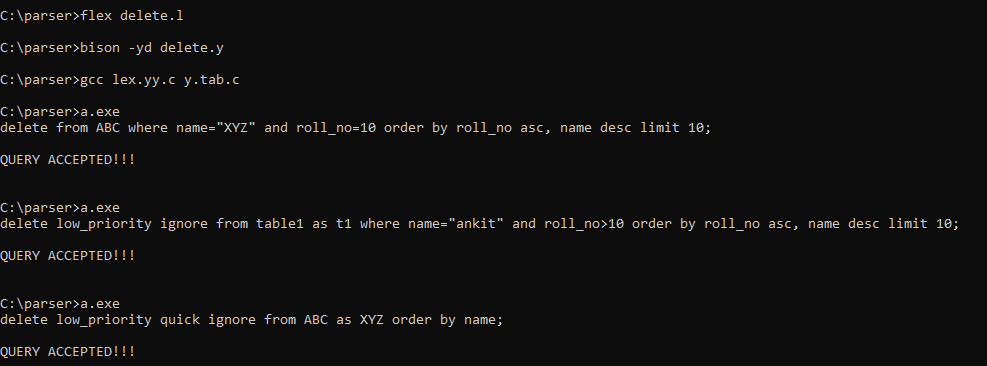 C:\parser>flex delete.l
C:\parser>bison -yd delete.y
C:\parser>gcc lex.yy.c y.tab.c
C:\parser>a.exe
delete from ABC where name="XYZ" and roll_no=10 order by roll_no asc, name desc limit 10;
QUERY ACCEPTED!!!
C:\parser>a.exe
delete low_priority ignore from table1 as t1 where name="ankit" and roll_no>10 order by roll_no asc, name desc limit 10;
QUERY ACCEPTED!!!
C:\parser>a.exe
delete low_priority quick ignore from ABC as XYZ order by name;
QUERY ACCEPTED!!!